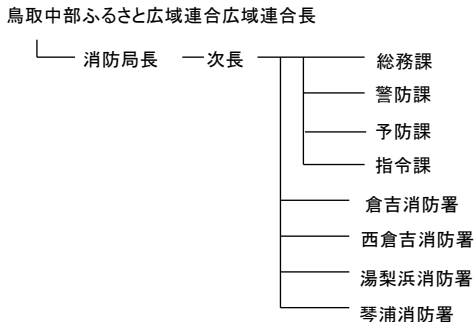 鳥取中部ふるさと広域連合広域連合長
消防局長
次長
総務課
警防課
予防課
指令課
倉吉消防署
西倉吉消防署
湯梨浜消防署
琴浦消防署